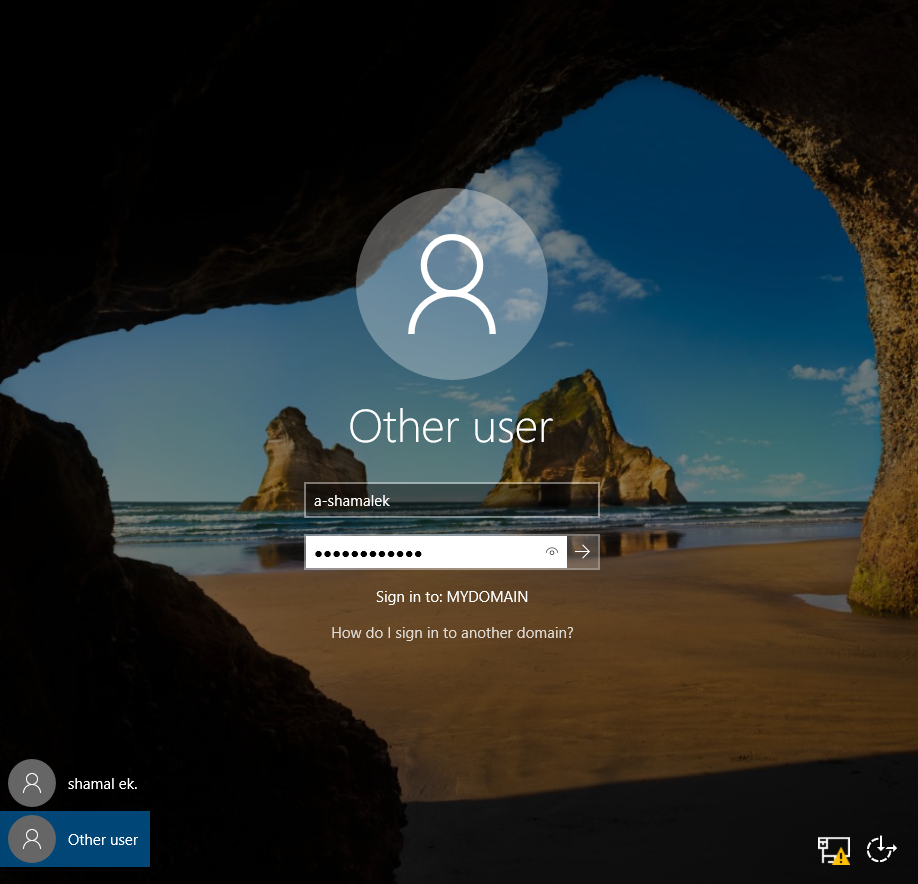 Other user
a-shamalek
Sign in to: MYDOMAIN
How do I sign in to another domain?
shamal ek.
Other user